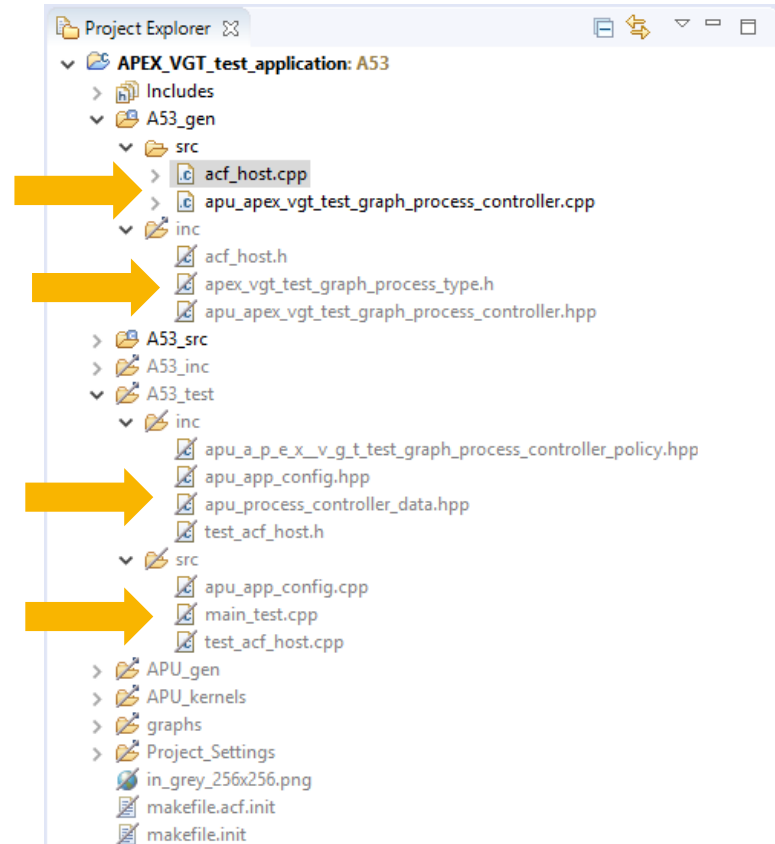 Project Explorer
APEX_VGT_test_application: A53
Includes
A53_gen
src
acf_host.cpp
apu_apex_vgt_test_graph_process_controller.cpp
inc
acf_host.h
apex_vgt_test_graph_process_type.h
apu_apex_vgt_test_graph_process_controller.hpp
A53_src
A53_inc
A53_test
inc
apu_a_p_e_x__v_g_t_test_graph_process_controller_policy.hpp
apu_app_config.hpp
apu_process_controller_data.hpp
test_acf_host.h
src
apu_app_config.cpp
main_test.cpp
test_acf_host.cpp
APU_gen
APU_kernels
graphs
Project_Settings
in_grey_256x256.png
makefile.acf.init
makefile.init